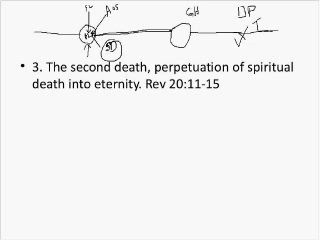 GH DP
SD
• 3. The second death, perpetuation of spiritual
death into eternity. Rev 20:11-15